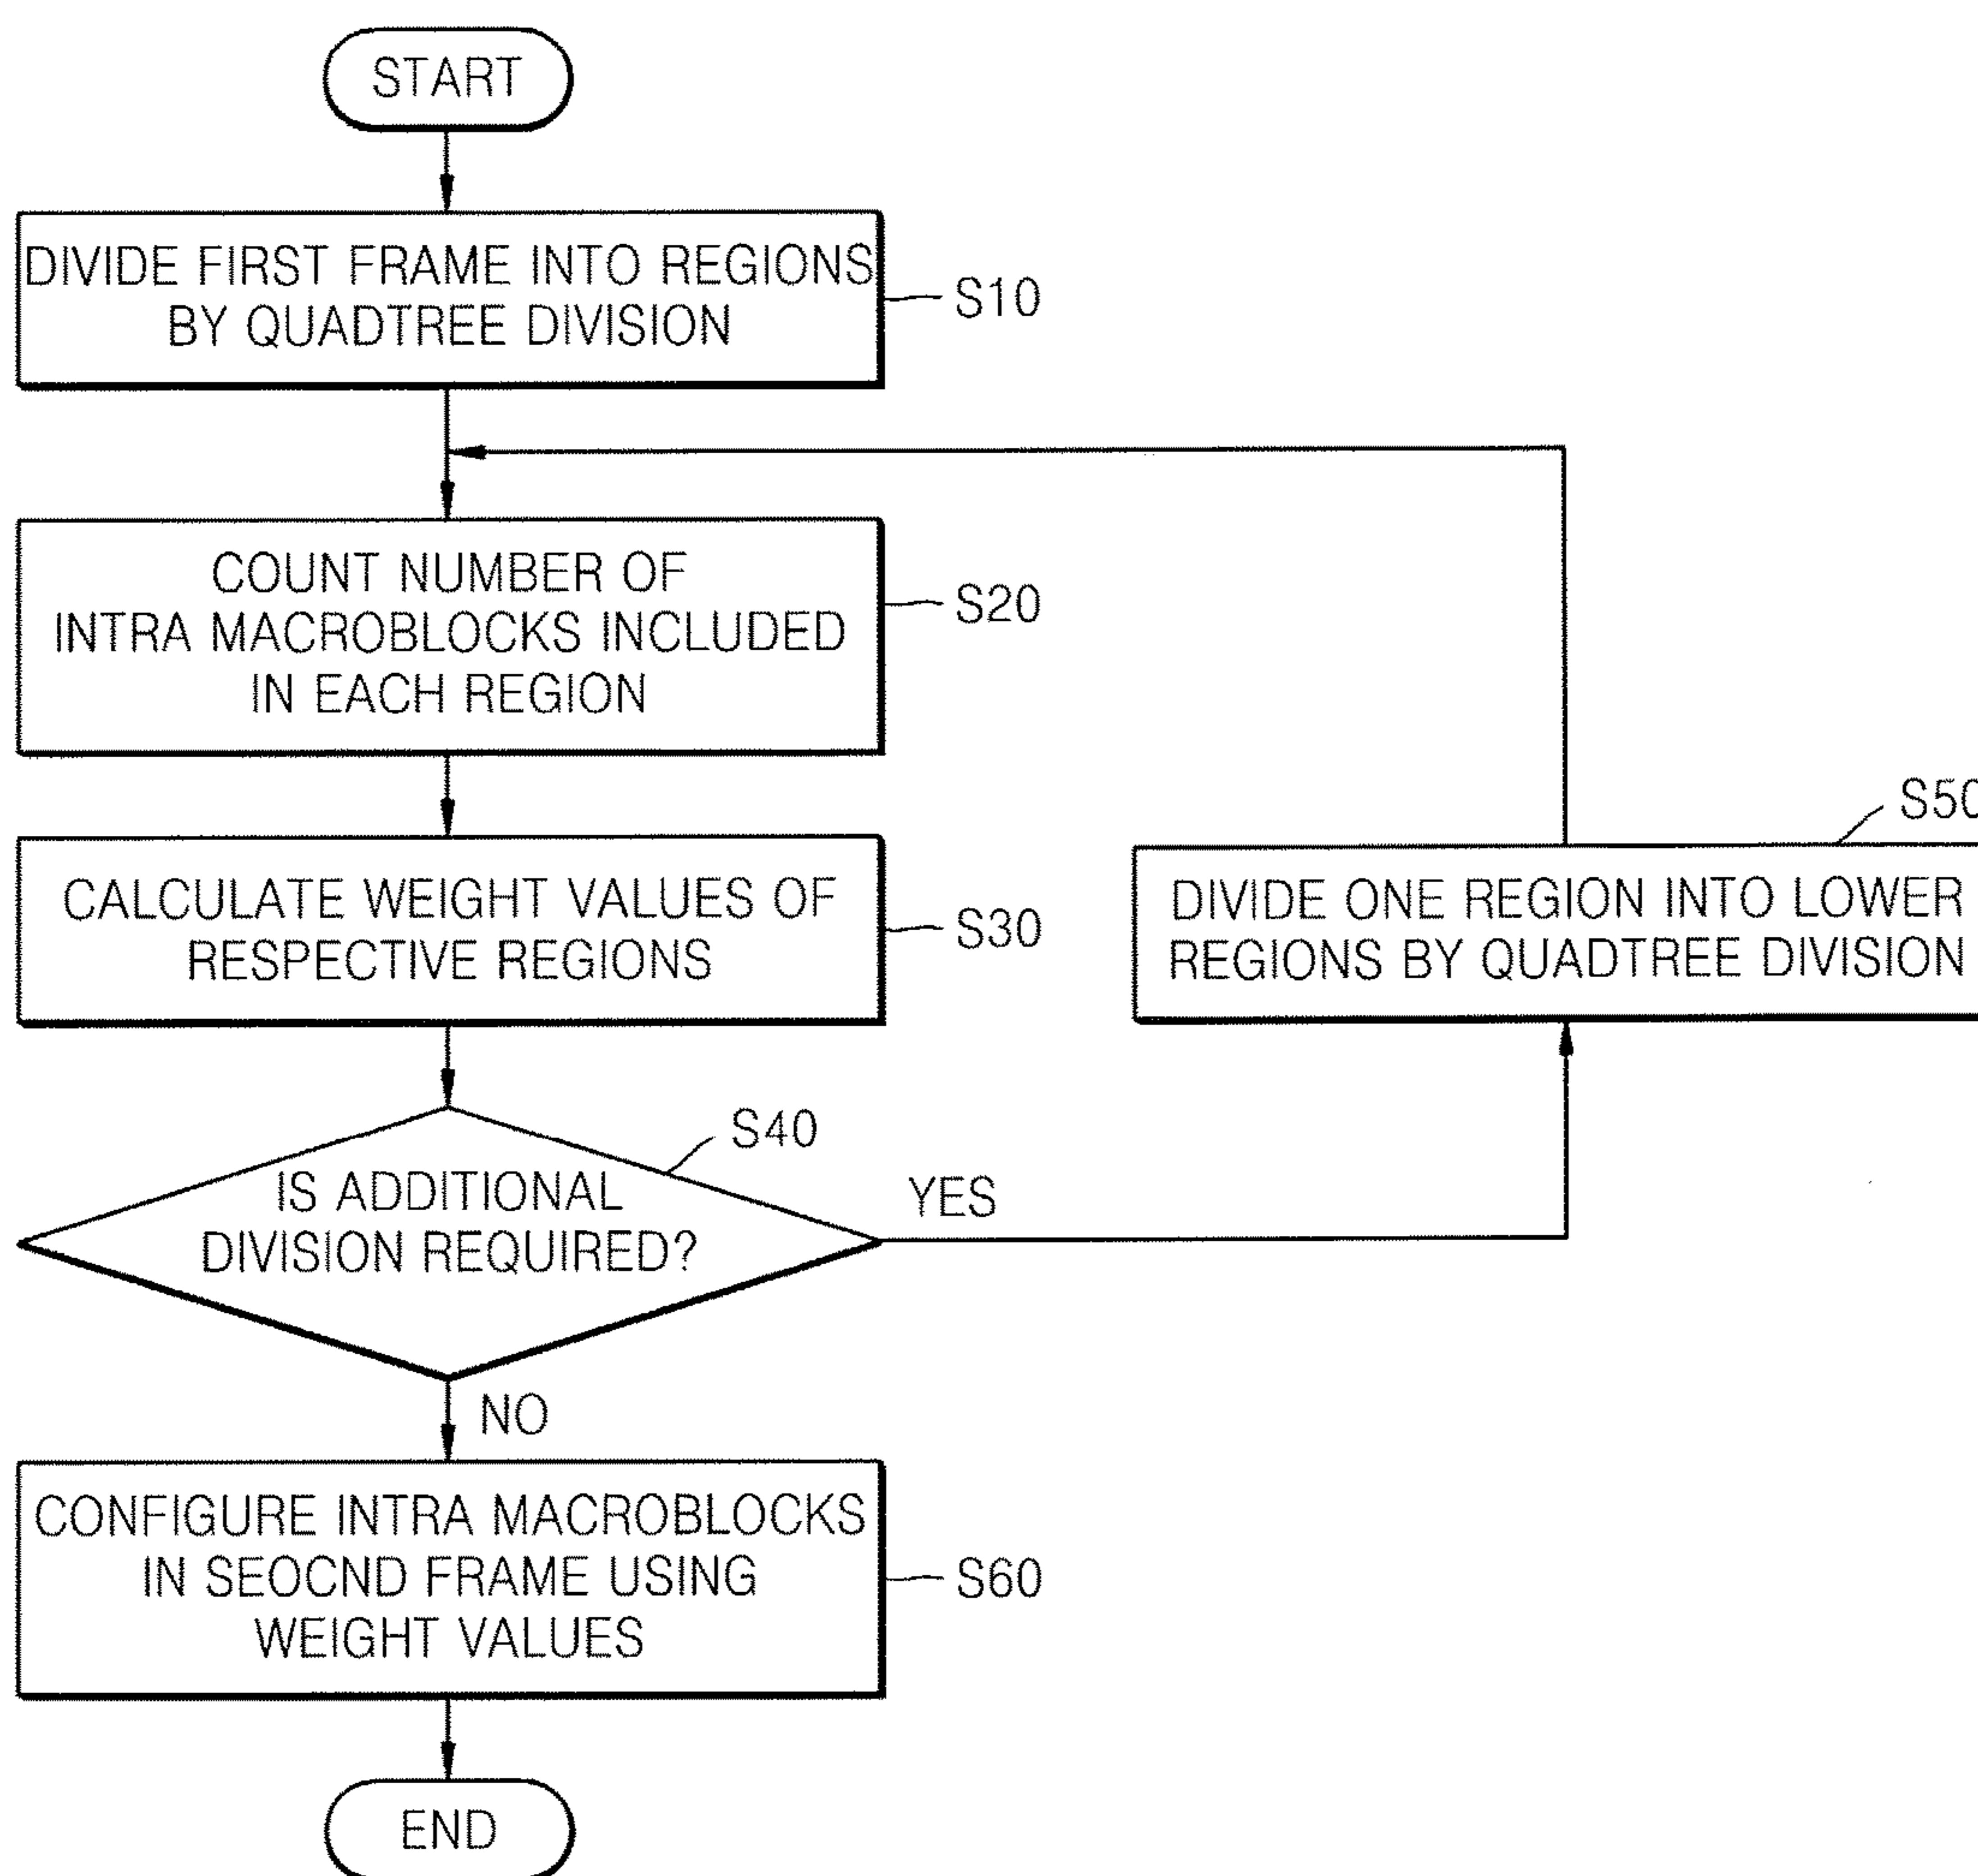 START
DIVIDE FIRST FRAME INTO REGIONS
BY QUADTREE DIVISION
S10
COUNT NUMBER OF
INTRA MACROBLOCKS INCLUDED
IN EACH REGION
S20
CALCULATE WEIGHT VALUES OF
RESPECTIVE REGIONS
S30
S50
DIVIDE ONE REGION INTO LOWER
REGIONS BY QUADTREE DIVISION
S40
IS ADDITIONAL
DIVISION REQUIRED?
YES
NO
CONFIGURE INTRA MACROBLOCKS
IN SEOCND FRAME USING
WEIGHT VALUES
S60
END